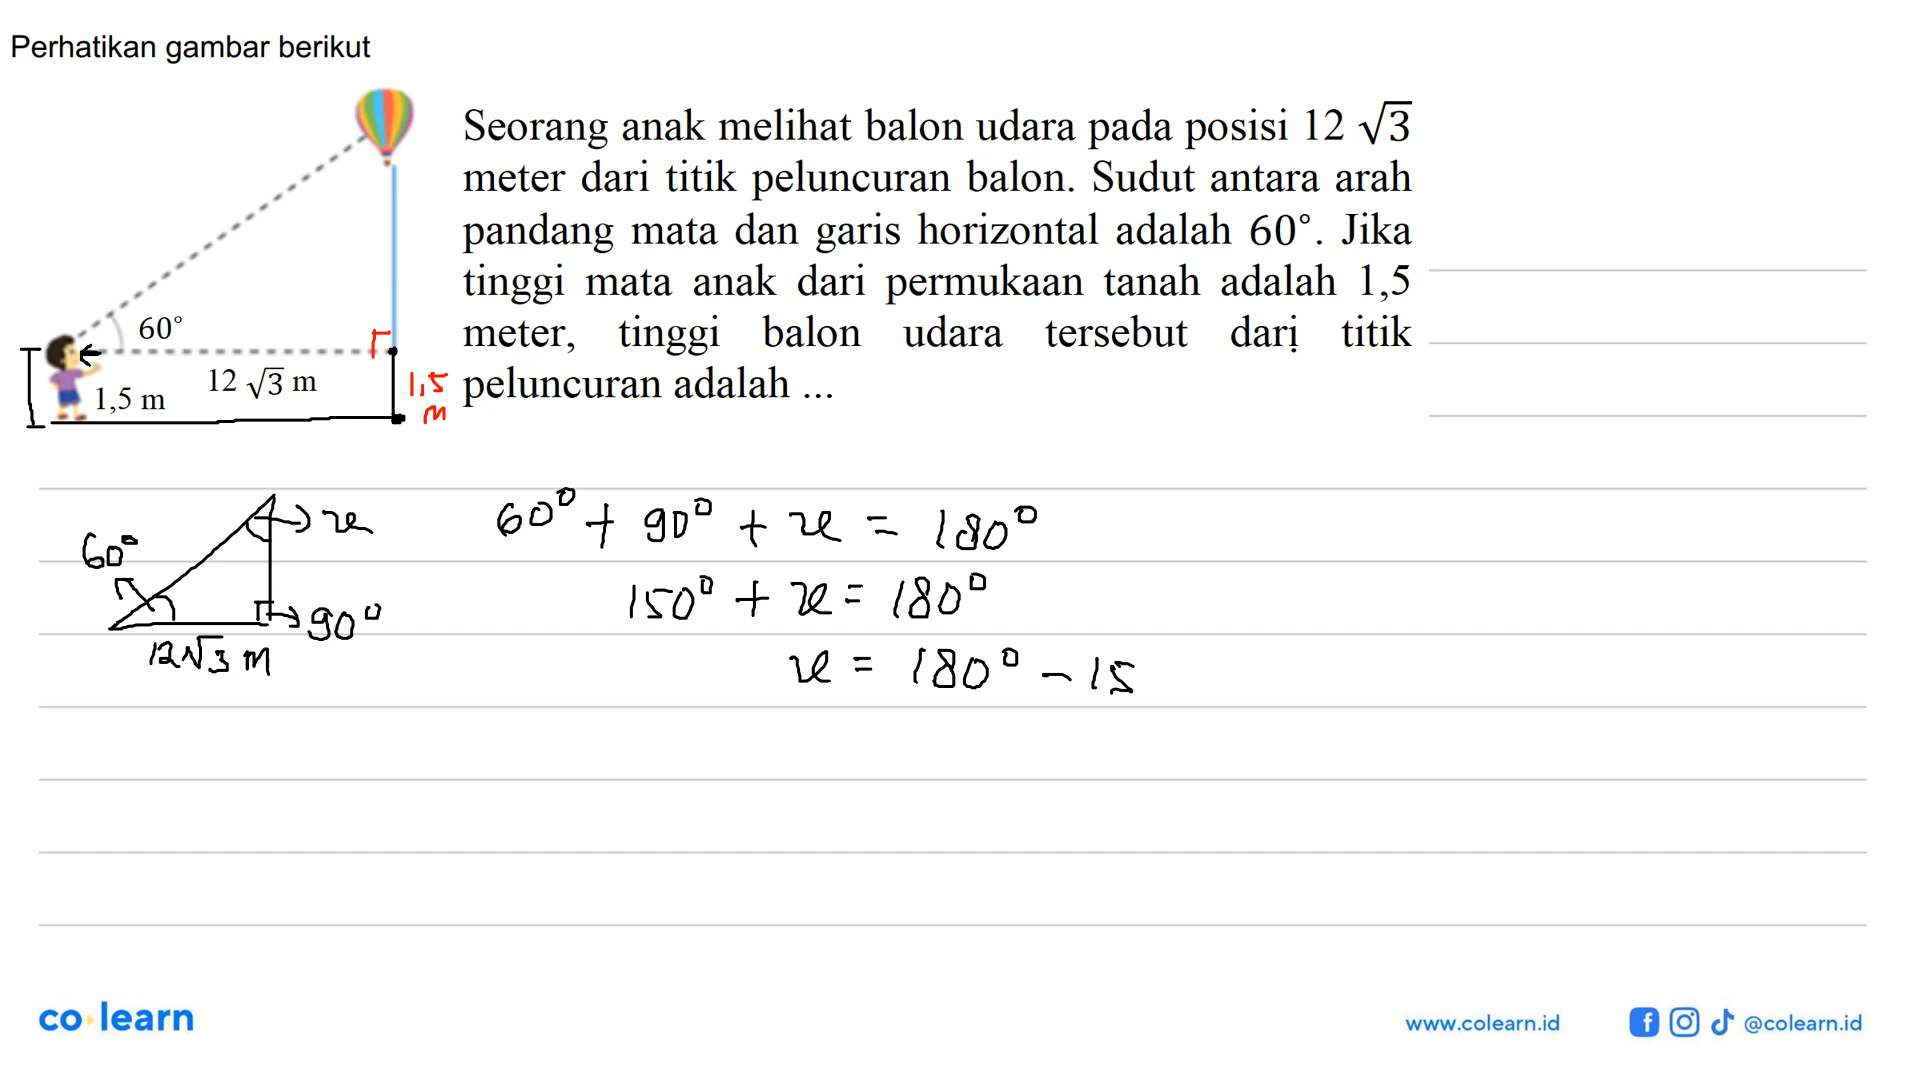 Perhatikan gambar berikut
Seorang anak melihat balon udara pada posisi 12 √3
meter dari titik peluncuran balon. Sudut antara arah
pandang mata dan garis horizontal adalah 60°. Jika
tinggi mata anak dari permukaan tanah adalah 1,5
meter, tinggi balon udara tersebut dari titik
peluncuran adalah ...
60°
12 √3 m
1,5 m
1,5
m
60°
x
90°
12√3 m
60° + 90° + x = 180°
150° + x = 180°
x = 180° - 15
co learn
www.colearn.id
@colearn.id